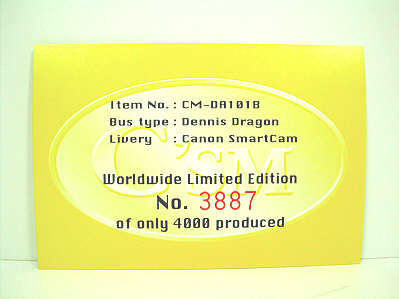 Item No. : CM-DA101B
Bus type : Dennis Dragon
Livery : Canon SmartCam
C'SM
Worldwide Limited Edition
No. 3887
of only 4000 produced